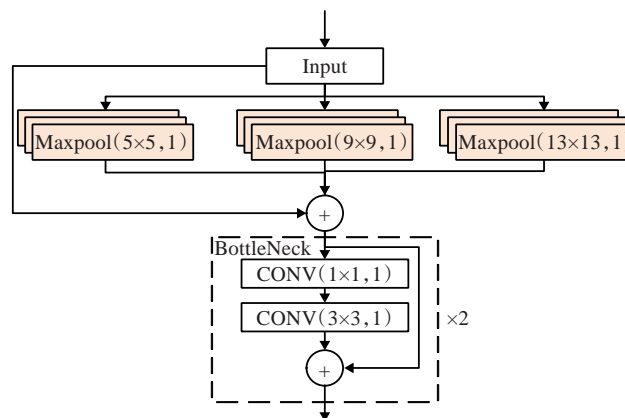 Input
Maxpool(5×5,1)
Maxpool(9×9,1)
Maxpool(13×13,1
+
BottleNeck
CONV(1×1,1)
CONV(3×3,1)
×2
+